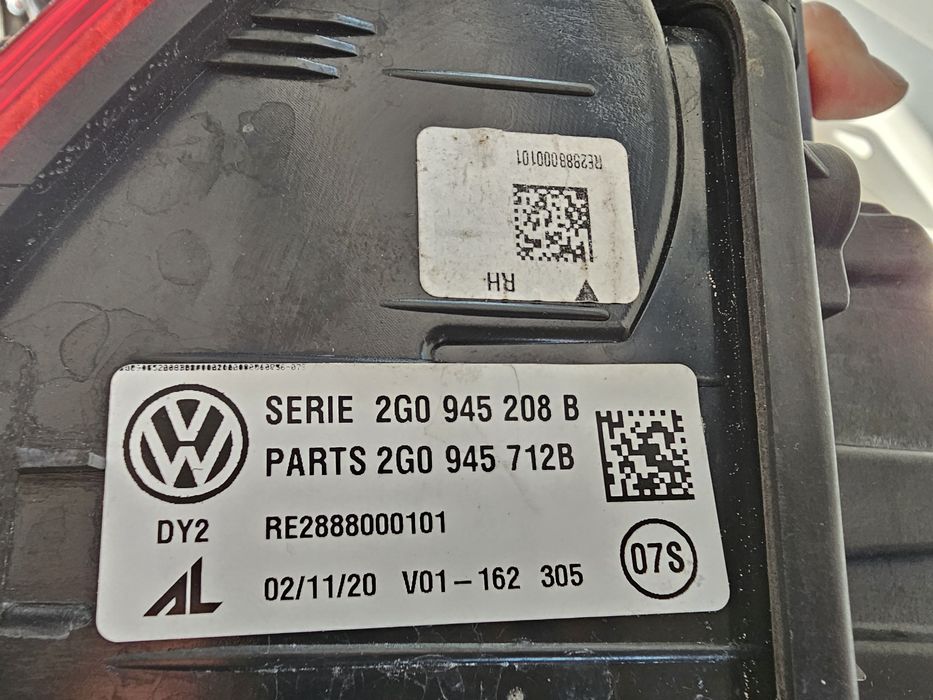 RE2888000101
RH
SERIE 2G0 945 208 B
PARTS 2G0 945 712B
DY2
RE2888000101
AL
02/11/20 V01-162 305
07S